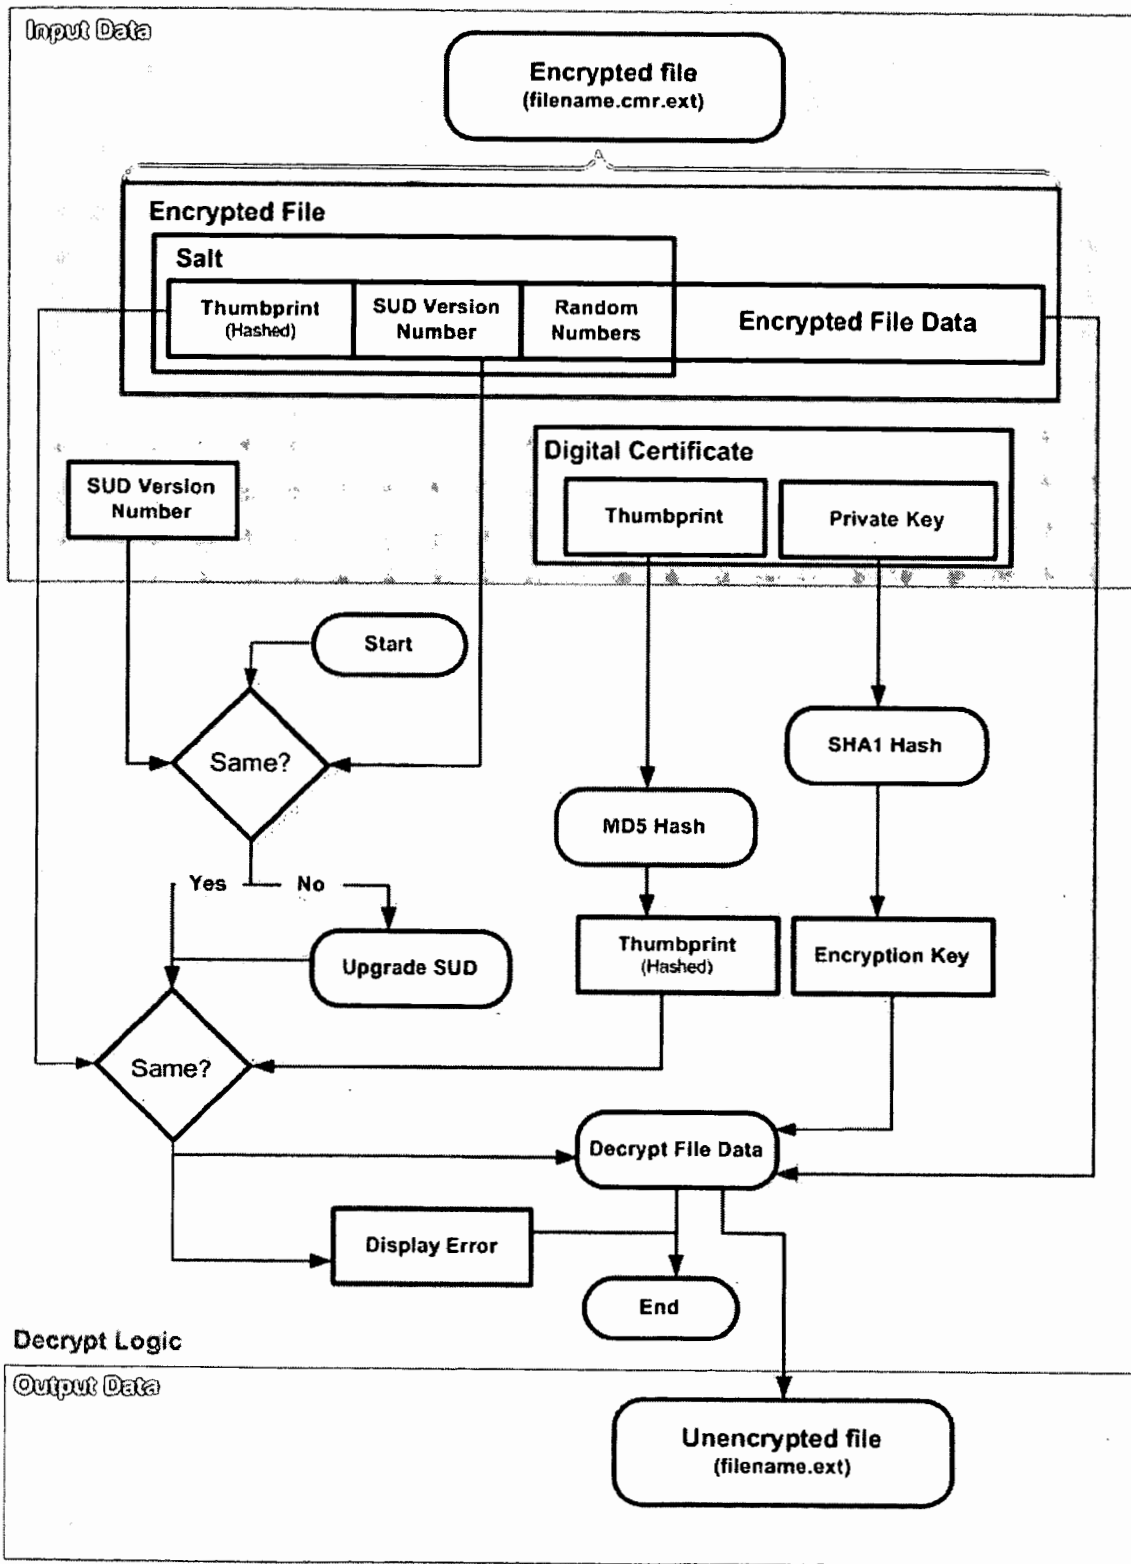 Input Data
Encrypted file
(filename.cmr.ext)
Encrypted File
Salt
Thumbprint
(Hashed)
SUD Version
Number
Random
Numbers
Encrypted File Data
Digital Certificate
SUD Version
Number
Thumbprint
Private Key
Start
Same?
SHA1 Hash
MD5 Hash
Yes
No
Thumbprint
(Hashed)
Encryption Key
Upgrade SUD
Same?
Decrypt File Data
Display Error
End
Decrypt Logic
Output Data
Unencrypted file
(filename.ext)